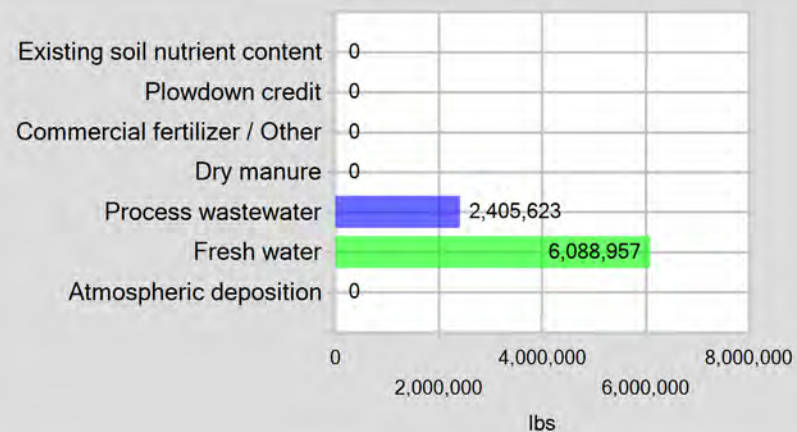 Existing soil nutrient content 0
Plowdown credit 0
Commercial fertilizer / Other 0
Dry manure 0
Process wastewater 2,405,623
Fresh water 6,088,957
Atmospheric deposition 0
0 4,000,000 8,000,000
2,000,000 6,000,000
lbs